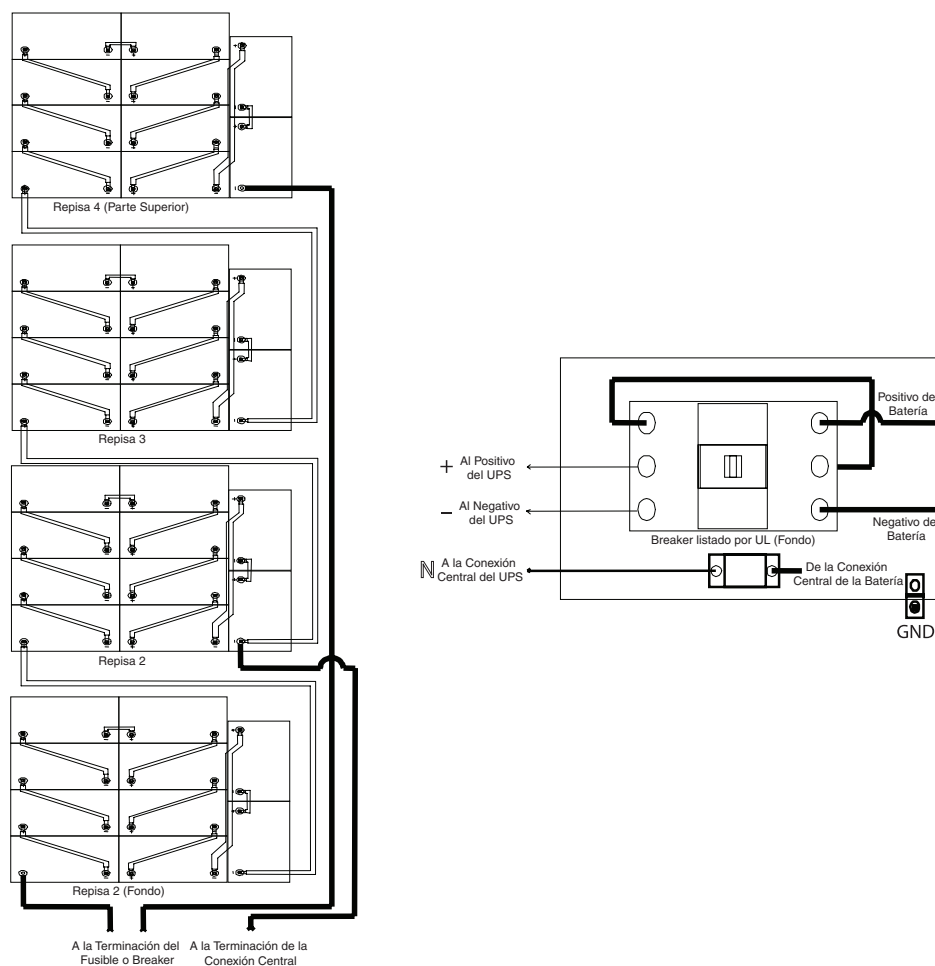 Repisa 4 (Parte Superior)
Repisa 3
Repisa 2
Repisa 2 (Fondo)
A la Terminación del
Fusible o Breaker
A la Terminación de la
Conexión Central
Positivo de
Batería
+ Al Positivo
del UPS
− Al Negativo
del UPS
Negativo de
Batería
Breaker listado por UL (Fondo)
N A la Conexión
Central del UPS
De la Conexión
Central de la Batería
GND